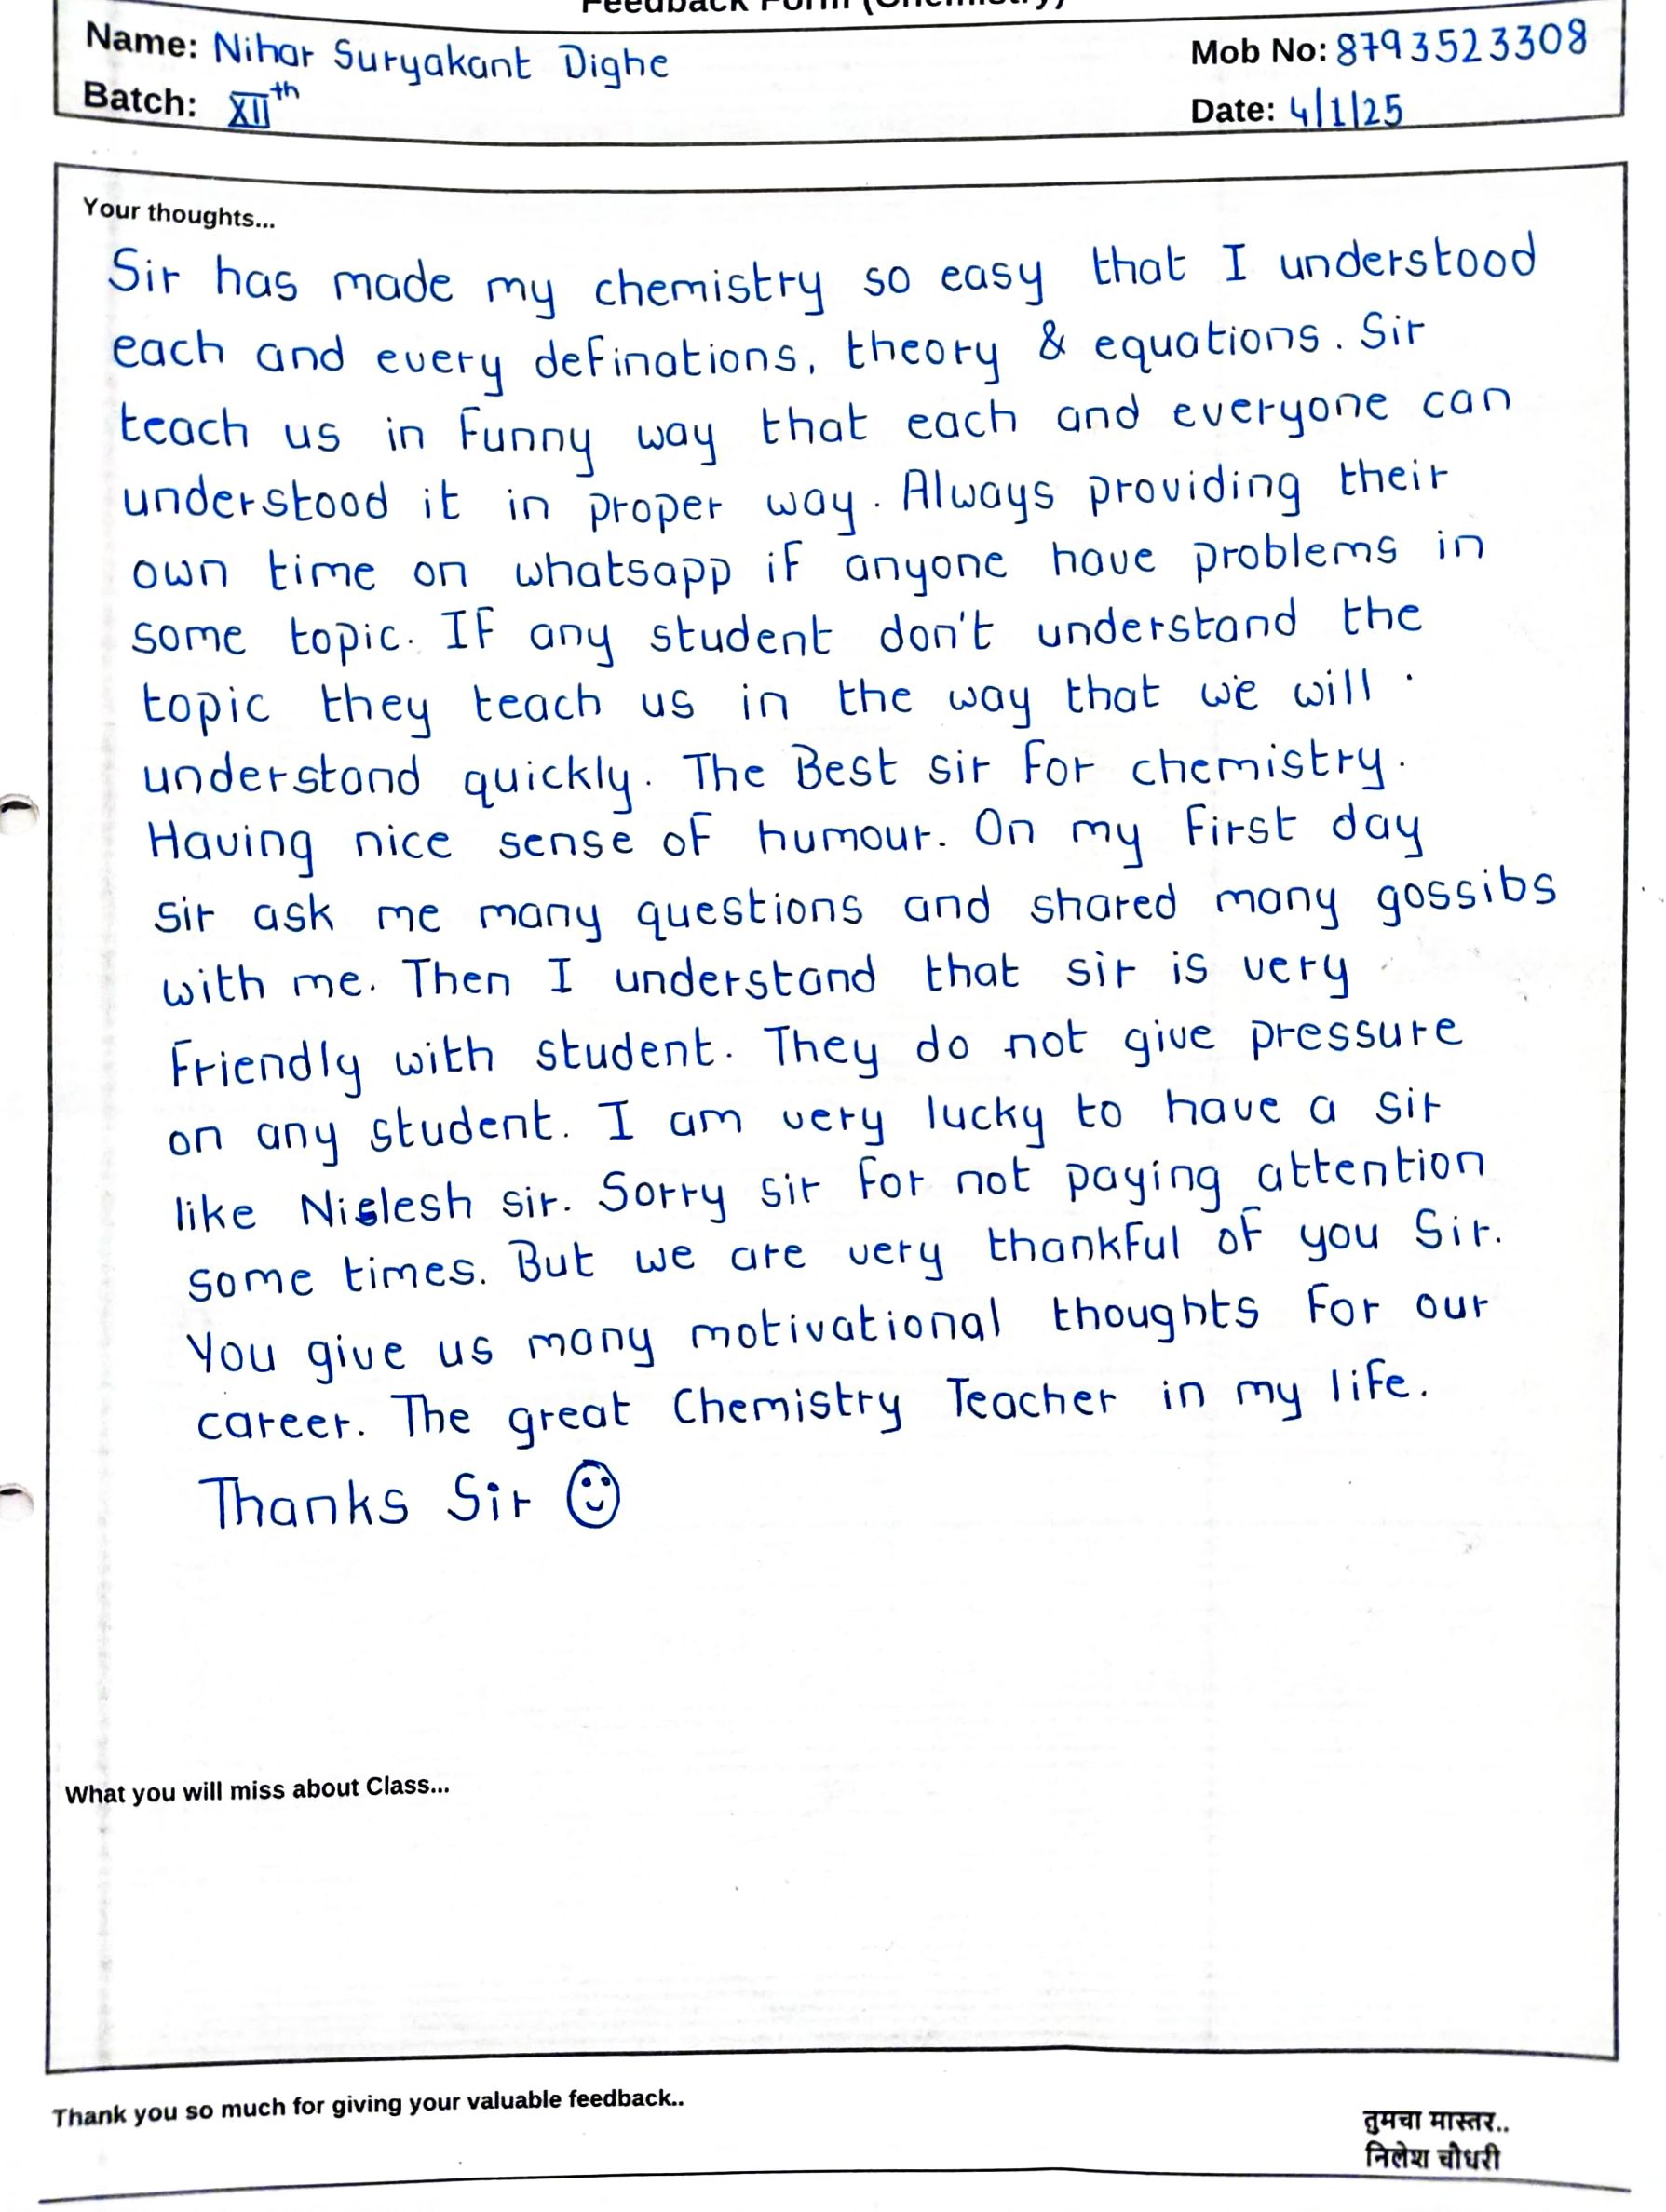 Feedback Form (Chemistry)
Name: Nihar Suryakant Dighe
Mob No: 8793523308
Batch: XIIth
Date: 4/1/25
Your thoughts...
Sir has made my chemistry so easy that I understood
each and every definations, theory & equations. Sir
teach us in funny way that each and everyone can
understood it in proper way. Always providing their
own time on whatsapp if anyone have problems in
some topic. If any student don't understand the
topic they teach us in the way that we will
understand quickly. The Best sir for chemistry.
Having nice sense of humour. On my first day
sir ask me many questions and shared many gossibs
with me. Then I understand that sir is very
Friendly with student. They do not give pressure
on any student. I am very lucky to have a sir
like Nislesh sir. Sorry sir for not paying attention
some times. But we are very thankful of you Sir.
You give us many motivational thoughts for our
career. The great Chemistry Teacher in my life.
Thanks Sir ☺
What you will miss about Class...
Thank you so much for giving your valuable feedback..
तुमचा मास्तर..
निलेश चौधरी